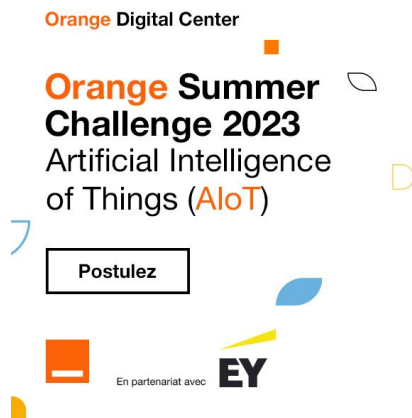 Orange Digital Center
Orange Summer
Challenge 2023
Artificial Intelligence
of Things (AIoT)
Postulez
En partenariat avec
EY